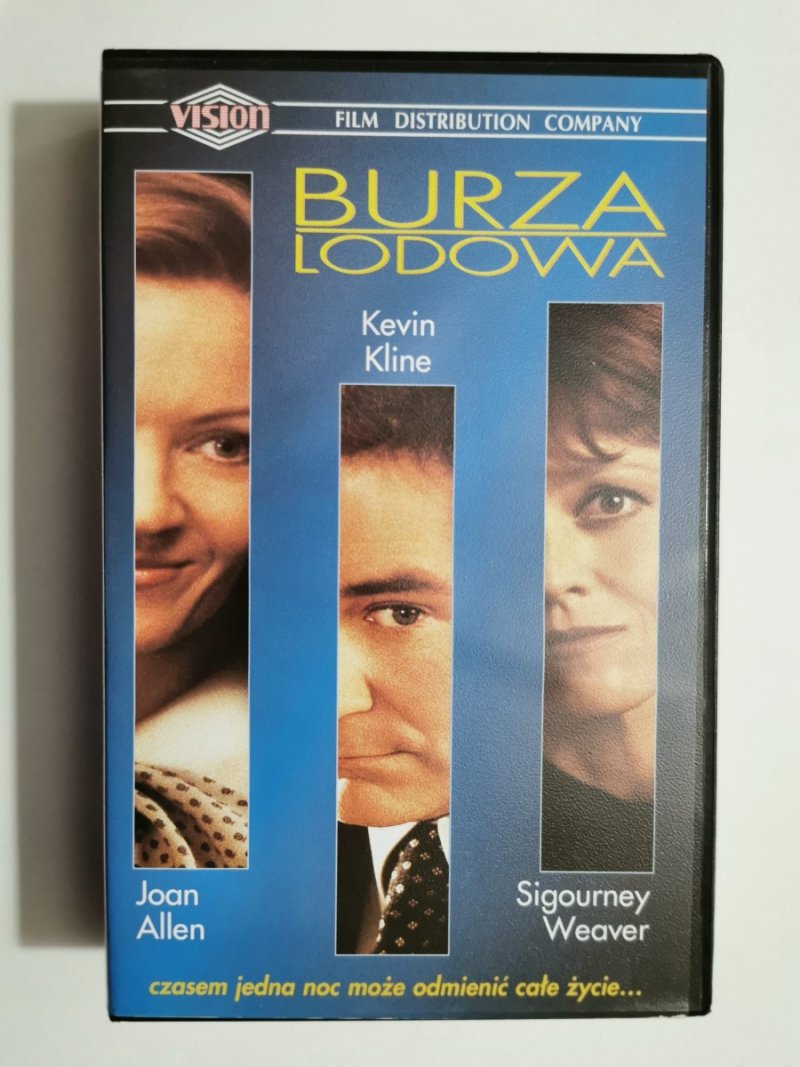 VISION
FILM DISTRIBUTION COMPANY
BURZA
LODOWA
Kevin
Kline
Joan
Allen
Sigourney
Weaver
czasem jedna noc może odmienić całe życie...